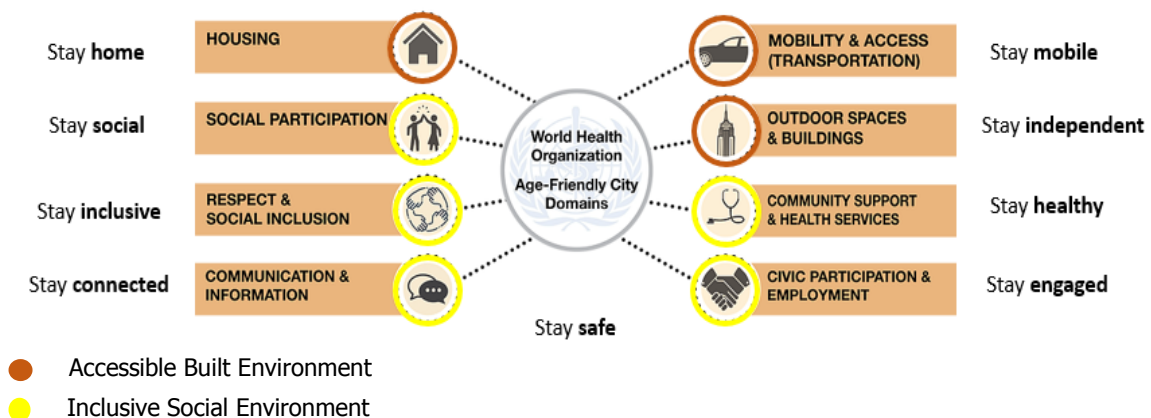 Stay home
HOUSING
Stay social
SOCIAL PARTICIPATION
Stay inclusive
RESPECT &
SOCIAL INCLUSION
Stay connected
COMMUNICATION &
INFORMATION
World Health
Organization
Age-Friendly City
Domains
MOBILITY & ACCESS
(TRANSPORTATION)
Stay mobile
OUTDOOR SPACES
& BUILDINGS
Stay independent
COMMUNITY SUPPORT
& HEALTH SERVICES
Stay healthy
CIVIC PARTICIPATION &
EMPLOYMENT
Stay engaged
Stay safe
Accessible Built Environment
Inclusive Social Environment